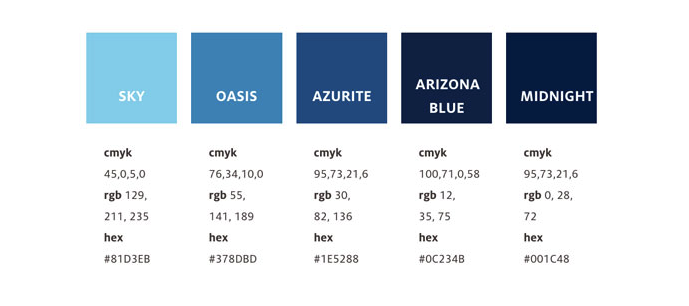 SKY
cmyk
45,0,5,0
rgb 129,
211, 235
hex
#81D3EB
OASIS
cmyk
76,34,10,0
rgb 55,
141, 189
hex
#378DBD
AZURITE
cmyk
95,73,21,6
rgb 30,
82, 136
hex
#1E5288
ARIZONA
BLUE
cmyk
100,71,0,58
rgb 12,
35, 75
hex
#0C234B
MIDNIGHT
cmyk
95,73,21,6
rgb 0, 28,
72
hex
#001C48